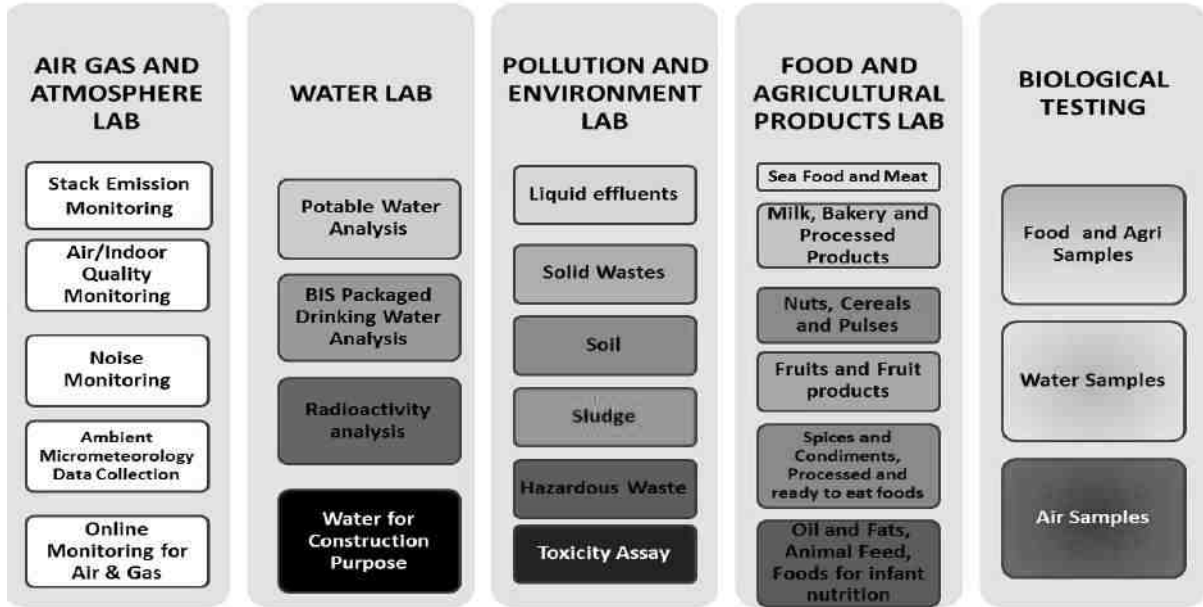 AIR GAS AND
ATMOSPHERE
LAB
Stack Emission
Monitoring
Air/Indoor
Quality
Monitoring
Noise
Monitoring
Ambient
Micrometeorology
Data Collection
Online
Monitoring for
Air & Gas
WATER LAB
Potable Water
Analysis
BIS Packaged
Drinking Water
Analysis
Radioactivity
analysis
Water for
Construction
Purpose
POLLUTION AND
ENVIRONMENT
LAB
Liquid effluents
Solid Wastes
Soil
Sludge
Hazardous Waste
Toxicity Assay
FOOD AND
AGRICULTURAL
PRODUCTS LAB
Sea Food and Meat
Milk, Bakery and
Processed
Products
Nuts, Cereals
and Pulses
Fruits and Fruit
products
Spices and
Condiments,
Processed and
ready to eat foods
Oil and Fats,
Animal Feed,
Foods for infant
nutrition
BIOLOGICAL
TESTING
Food and Agri
Samples
Water Samples
Air Samples